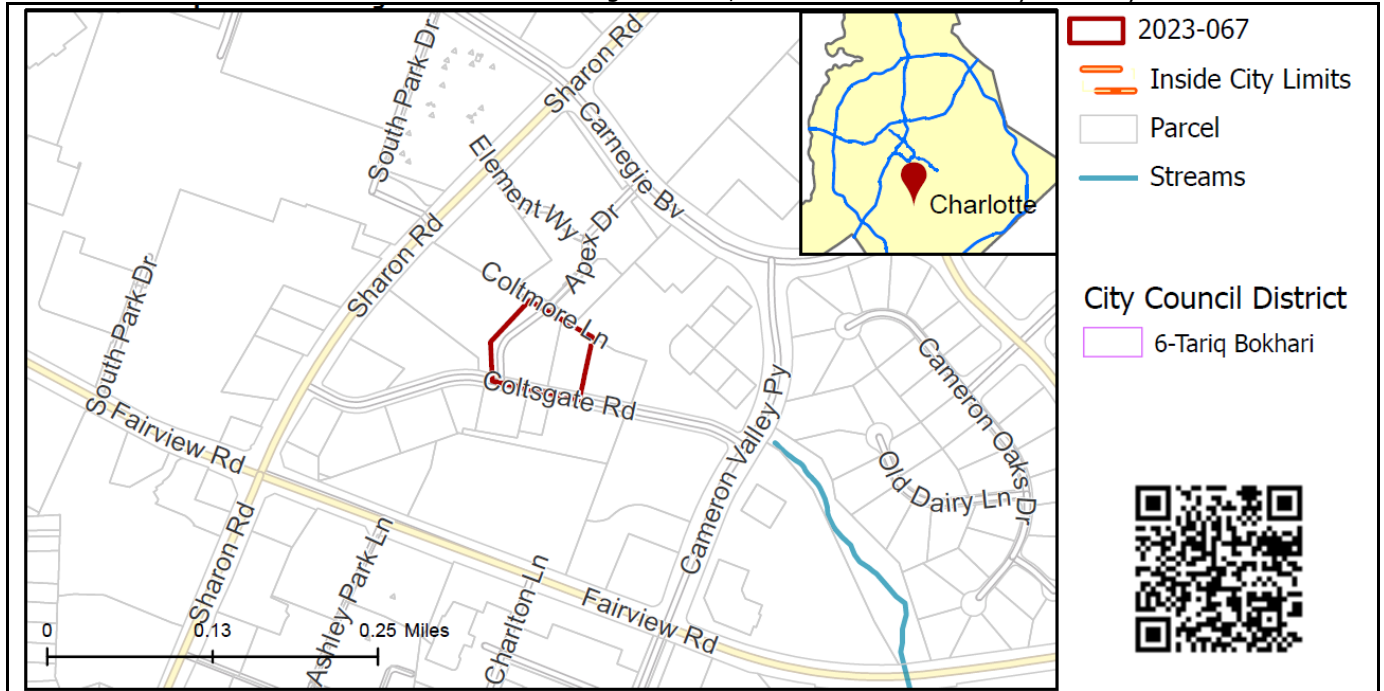 South Park Dr
Sharon Rd
Carnegie Bv
Element Wy
Apex Dr
Sharon Rd
South Park Dr
Coltmore Ln
Coltsgate Rd
Fairview Rd
Sharon Rd
Ashley Park Ln
Charlton Ln
Fairview Rd
Cameron Valley Py
Cameron Oaks Dr
Old Dairy Ln
0 0.13 0.25 Miles
Charlotte
2023-067
Inside City Limits
Parcel
Streams
City Council District
6-Tariq Bokhari